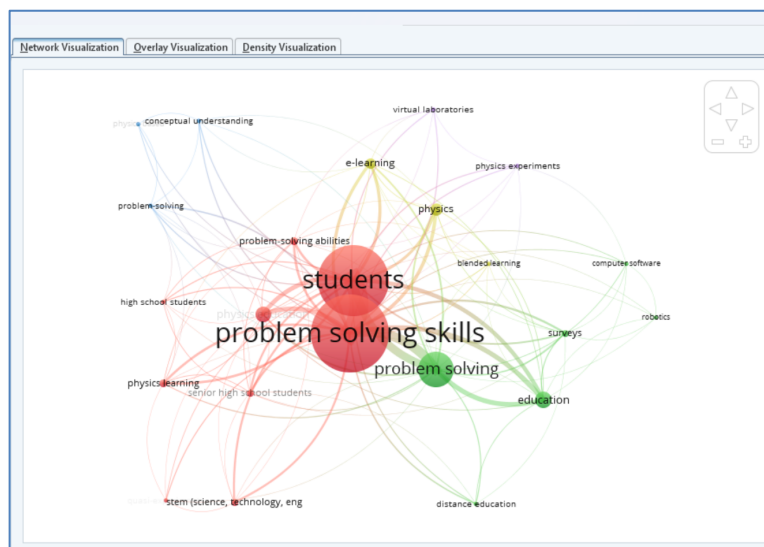 Network Visualization
Overlay Visualization
Density Visualization
virtual laboratories
conceptual understanding
e-learning
physics experiments
problem-solving
physics
problem-solving abilities
blended learning
computer software
students
high school students
robotics
problem solving skills
surveys
problem solving
physics learning
senior high school students
education
stem (science, technology, eng
distance education